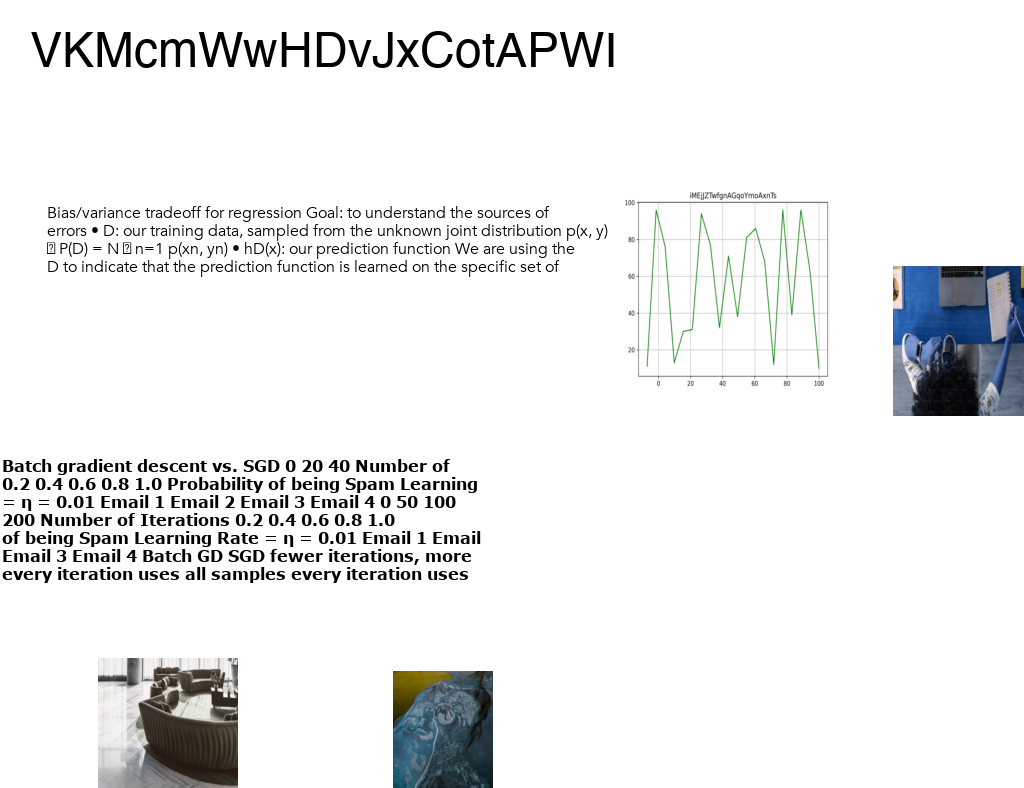 VKMcmWwHDvJxCotAPWI
Bias/variance tradeoff for regression Goal: to understand the sources of
errors • D: our training data, sampled from the unknown joint distribution p(x, y)
P(D) = N n=1 p(xn, yn) • hD(x): our prediction function We are using the
D to indicate that the prediction function is learned on the specific set of
iMEjJZTwfgnAGqoYmoAxnTs
100
80
60
40
20
0 20 40 60 80 100
Batch gradient descent vs. SGD 0 20 40 Number of
0.2 0.4 0.6 0.8 1.0 Probability of being Spam Learning
= η = 0.01 Email 1 Email 2 Email 3 Email 4 0 50 100
200 Number of Iterations 0.2 0.4 0.6 0.8 1.0
of being Spam Learning Rate = η = 0.01 Email 1 Email
Email 3 Email 4 Batch GD SGD fewer iterations, more
every iteration uses all samples every iteration uses